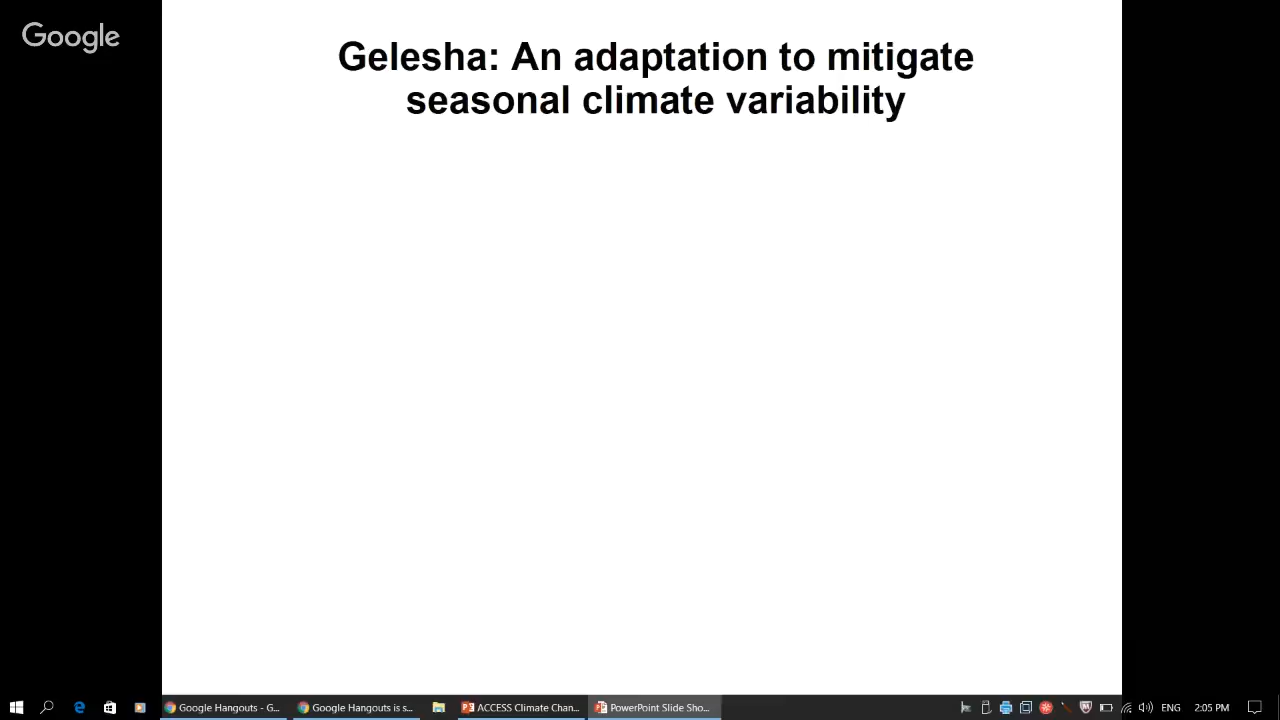 Google
Gelesha: An adaptation to mitigate
seasonal climate variability
Google Hangouts - G...
Google Hangouts is s...
ACCESS Climate Chan...
PowerPoint Slide Sho...
ENG
2:05 PM